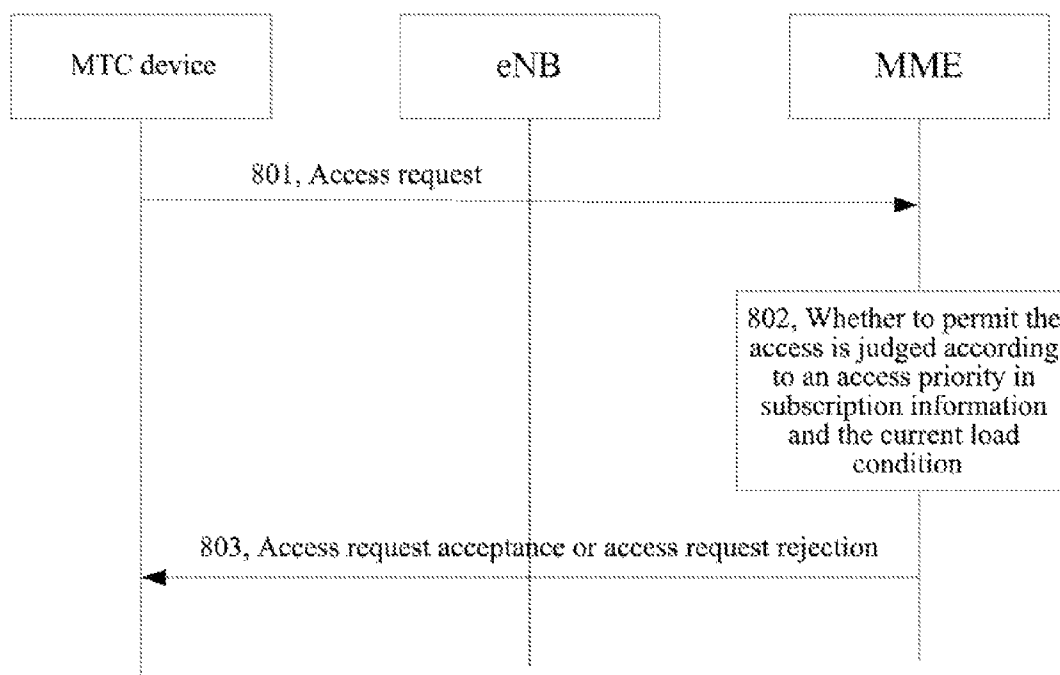 MTC device
eNB
MME
801, Access request
802, Whether to permit the
access is judged according
to an access priority in
subscription information
and the current load
condition
803, Access request acceptance or access request rejection